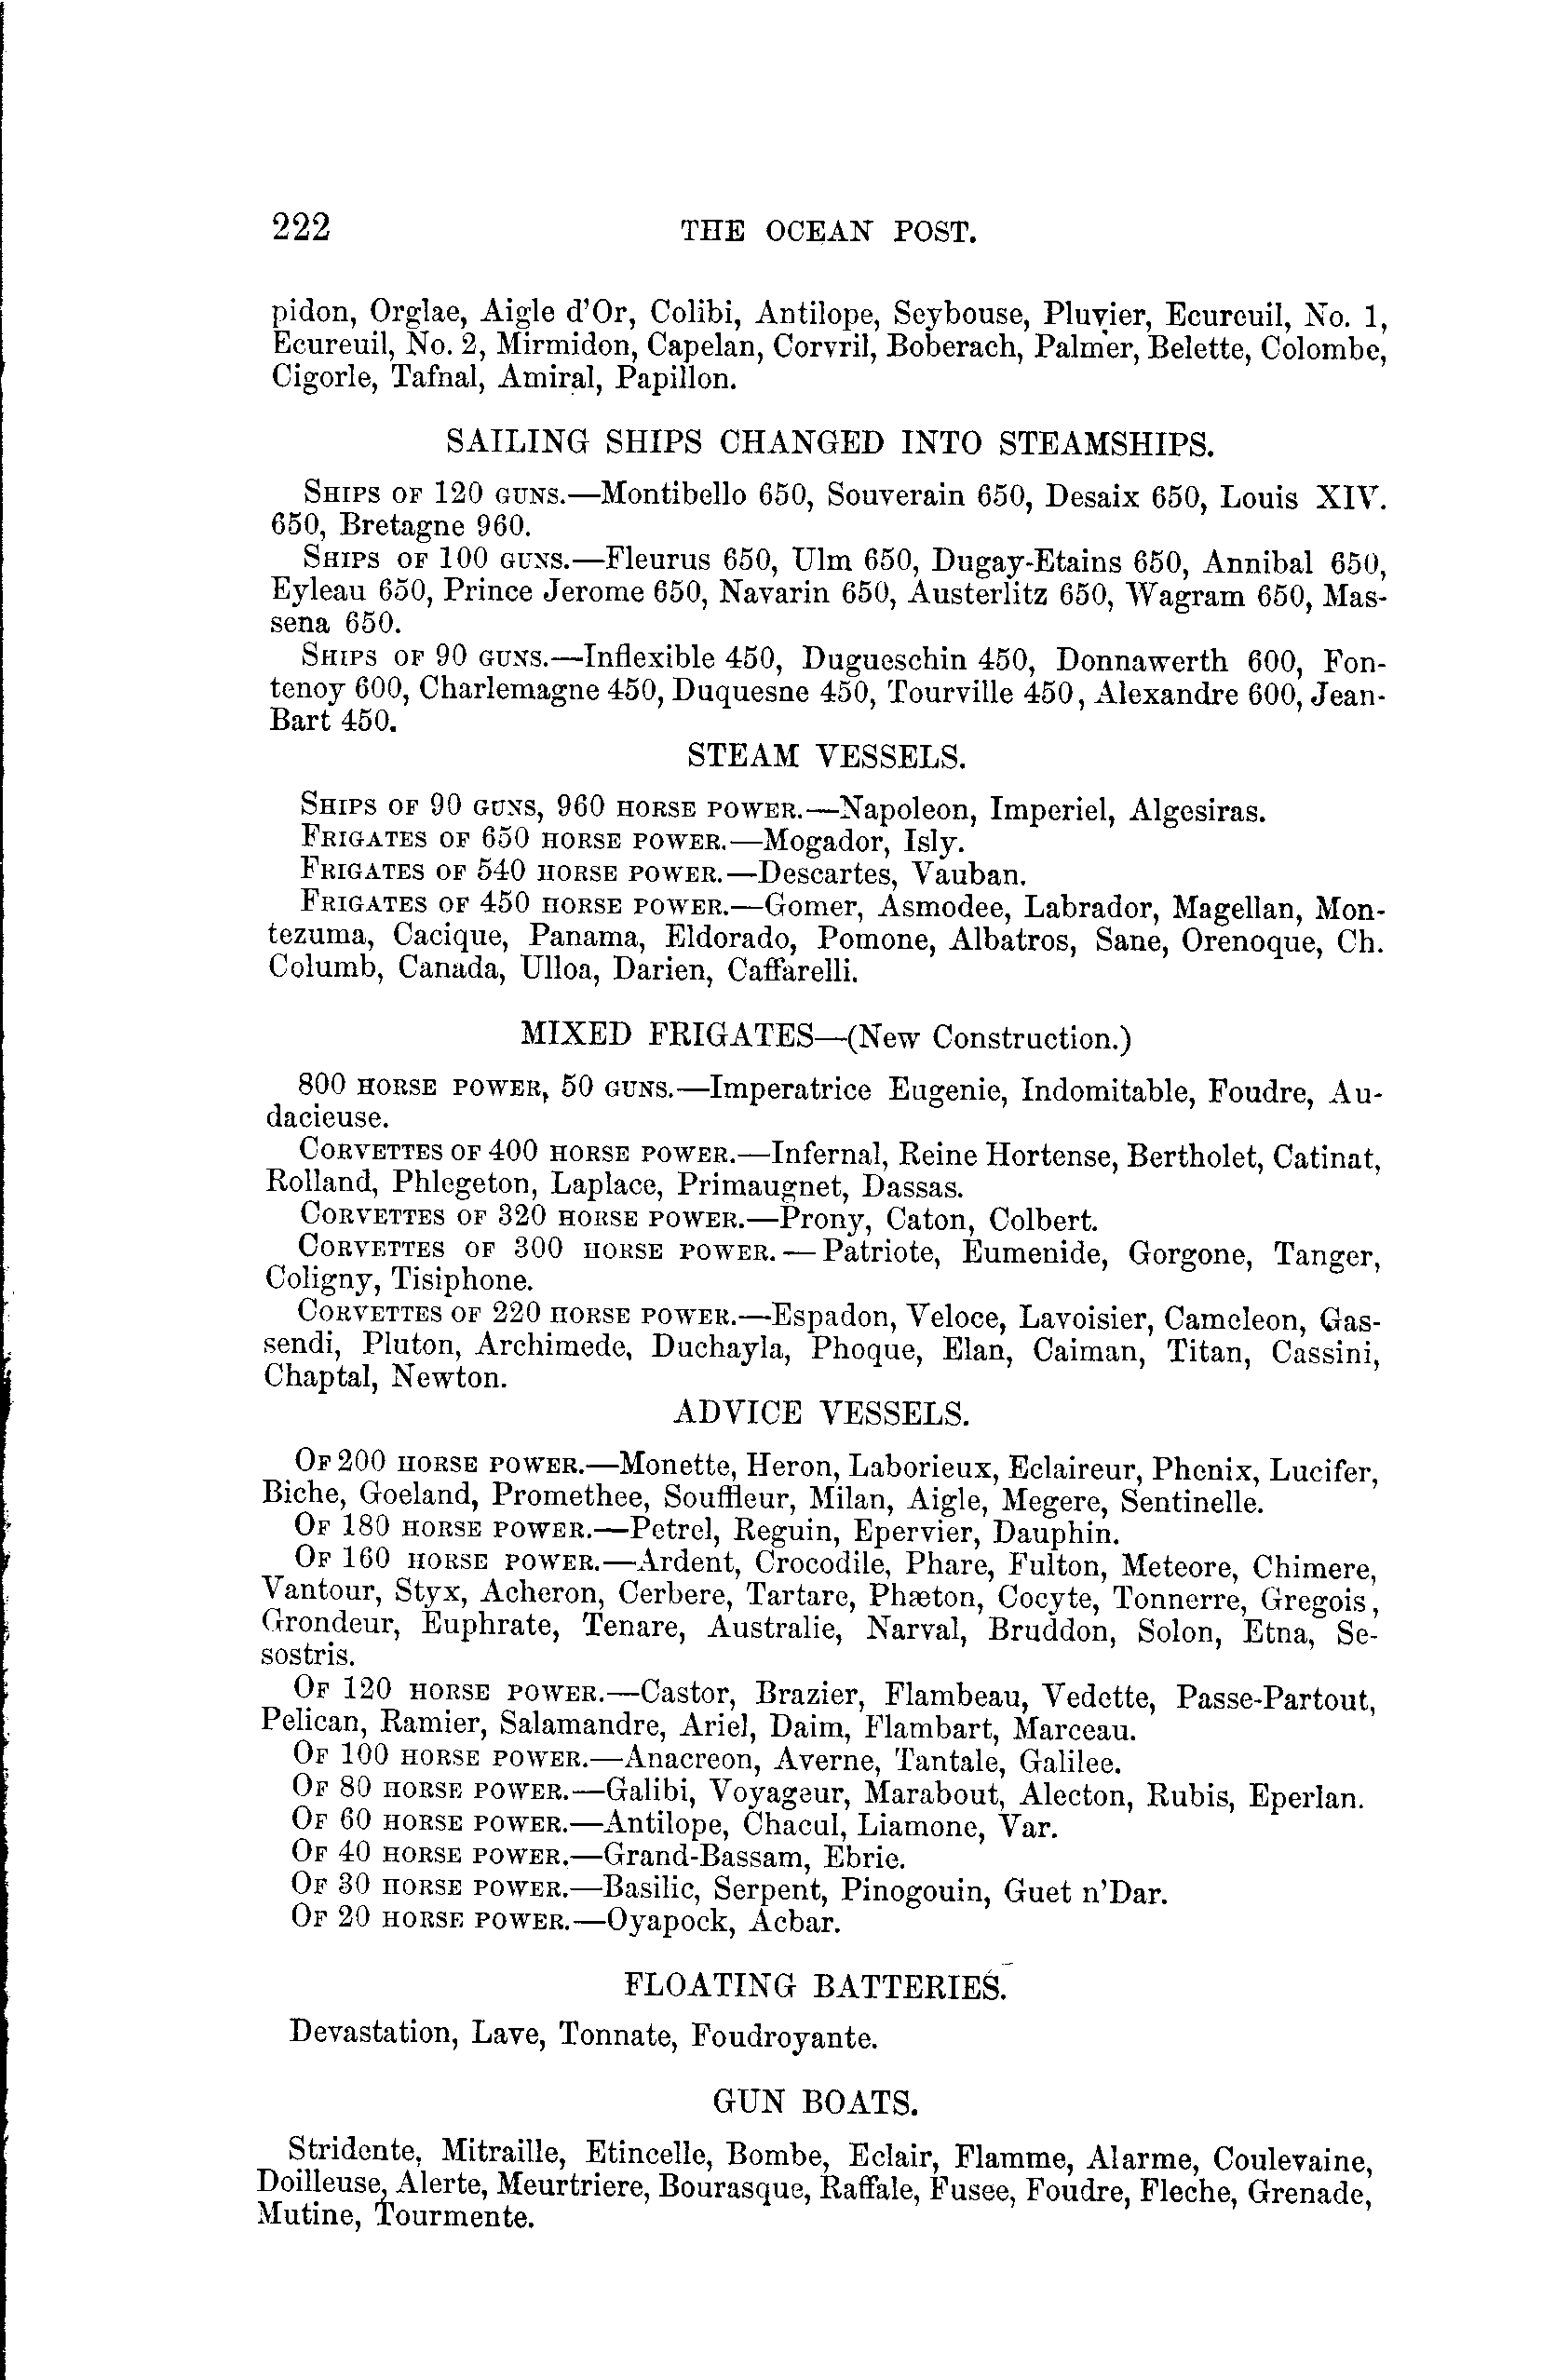 222 THE OCEAN POST.
pidon, Orglae, Aigle d'Or, Colibi, Antilope, Seybouse, Pluvier, Ecureuil, No. 1,
Ecureuil, No. 2, Mirmidon, Capelan, Corvril, Boberach, Palmer, Belette, Colombe,
Cigorle, Tafnal, Amiral, Papillon.
SAILING SHIPS CHANGED INTO STEAMSHIPS.
SHIPS OF 120 GUNS.—Montibello 650, Souverain 650, Desaix 650, Louis XIV.
650, Bretagne 960.
SHIPS OF 100 GUNS.—Fleurus 650, Ulm 650, Dugay-Etains 650, Annibal 650,
Eyleau 650, Prince Jerome 650, Navarin 650, Austerlitz 650, Wagram 650, Mas-
sena 650.
SHIPS OF 90 GUNS.—Inflexible 450, Dugueschin 450, Donnawerth 600, Fon-
tenoy 600, Charlemagne 450, Duquesne 450, Tourville 450, Alexandre 600, Jean-
Bart 450.
STEAM VESSELS.
SHIPS OF 90 GUNS, 960 HORSE POWER.—Napoleon, Imperiel, Algesiras.
FRIGATES OF 650 HORSE POWER.—Mogador, Isly.
FRIGATES OF 540 HORSE POWER.—Descartes, Vauban.
FRIGATES OF 450 HORSE POWER.—Gomer, Asmodee, Labrador, Magellan, Mon-
tezuma, Cacique, Panama, Eldorado, Pomone, Albatros, Sane, Orenoque, Ch.
Columb, Canada, Ulloa, Darien, Caffarelli.
MIXED FRIGATES—(New Construction.)
800 HORSE POWER, 50 GUNS.—Imperatrice Eugenie, Indomitable, Foudre, Au-
dacieuse.
CORVETTES OF 400 HORSE POWER.—Infernal, Reine Hortense, Bertholet, Catinat,
Rolland, Phlegeton, Laplace, Primaugnet, Dassas.
CORVETTES OF 320 HORSE POWER.—Prony, Caton, Colbert.
CORVETTES OF 300 HORSE POWER.—Patriote, Eumenide, Gorgone, Tanger,
Coligny, Tisiphone.
CORVETTES OF 220 HORSE POWER.—Espadon, Veloce, Lavoisier, Cameleon, Gas-
sendi, Pluton, Archimede, Duchayla, Phoque, Elan, Caiman, Titan, Cassini,
Chaptal, Newton.
ADVICE VESSELS.
OF 200 HORSE POWER.—Monette, Heron, Laborieux, Eclaireur, Phenix, Lucifer,
Biche, Goeland, Promethee, Souffleur, Milan, Aigle, Megere, Sentinelle.
OF 180 HORSE POWER.—Petrel, Reguin, Epervier, Dauphin.
OF 160 HORSE POWER.—Ardent, Crocodile, Phare, Fulton, Meteore, Chimere,
Vantour, Styx, Acheron, Cerbere, Tartare, Phæton, Cocyte, Tonnerre, Gregois,
Grondeur, Euphrate, Tenare, Australie, Narval, Bruddon, Solon, Etna, Se-
sostris.
OF 120 HORSE POWER.—Castor, Brazier, Flambeau, Vedette, Passe-Partout,
Pelican, Ramier, Salamandre, Ariel, Daim, Flambart, Marceau.
OF 100 HORSE POWER.—Anacreon, Averne, Tantale, Galilee.
OF 80 HORSE POWER.—Galibi, Voyageur, Marabout, Alecton, Rubis, Eperlan.
OF 60 HORSE POWER.—Antilope, Chacul, Liamone, Var.
OF 40 HORSE POWER.—Grand-Bassam, Ebrie.
OF 30 HORSE POWER.—Basilic, Serpent, Pinogouin, Guet n'Dar.
OF 20 HORSE POWER.—Oyapock, Acbar.
FLOATING BATTERIES.
Devastation, Lave, Tonnate, Foudroyante.
GUN BOATS.
Stridente, Mitraille, Etincelle, Bombe, Eclair, Flamme, Alarme, Coulevaine,
Doilleuse, Alerte, Meurtriere, Bourasque, Raffale, Fusee, Foudre, Fleche, Grenade,
Mutine, Tourmente.